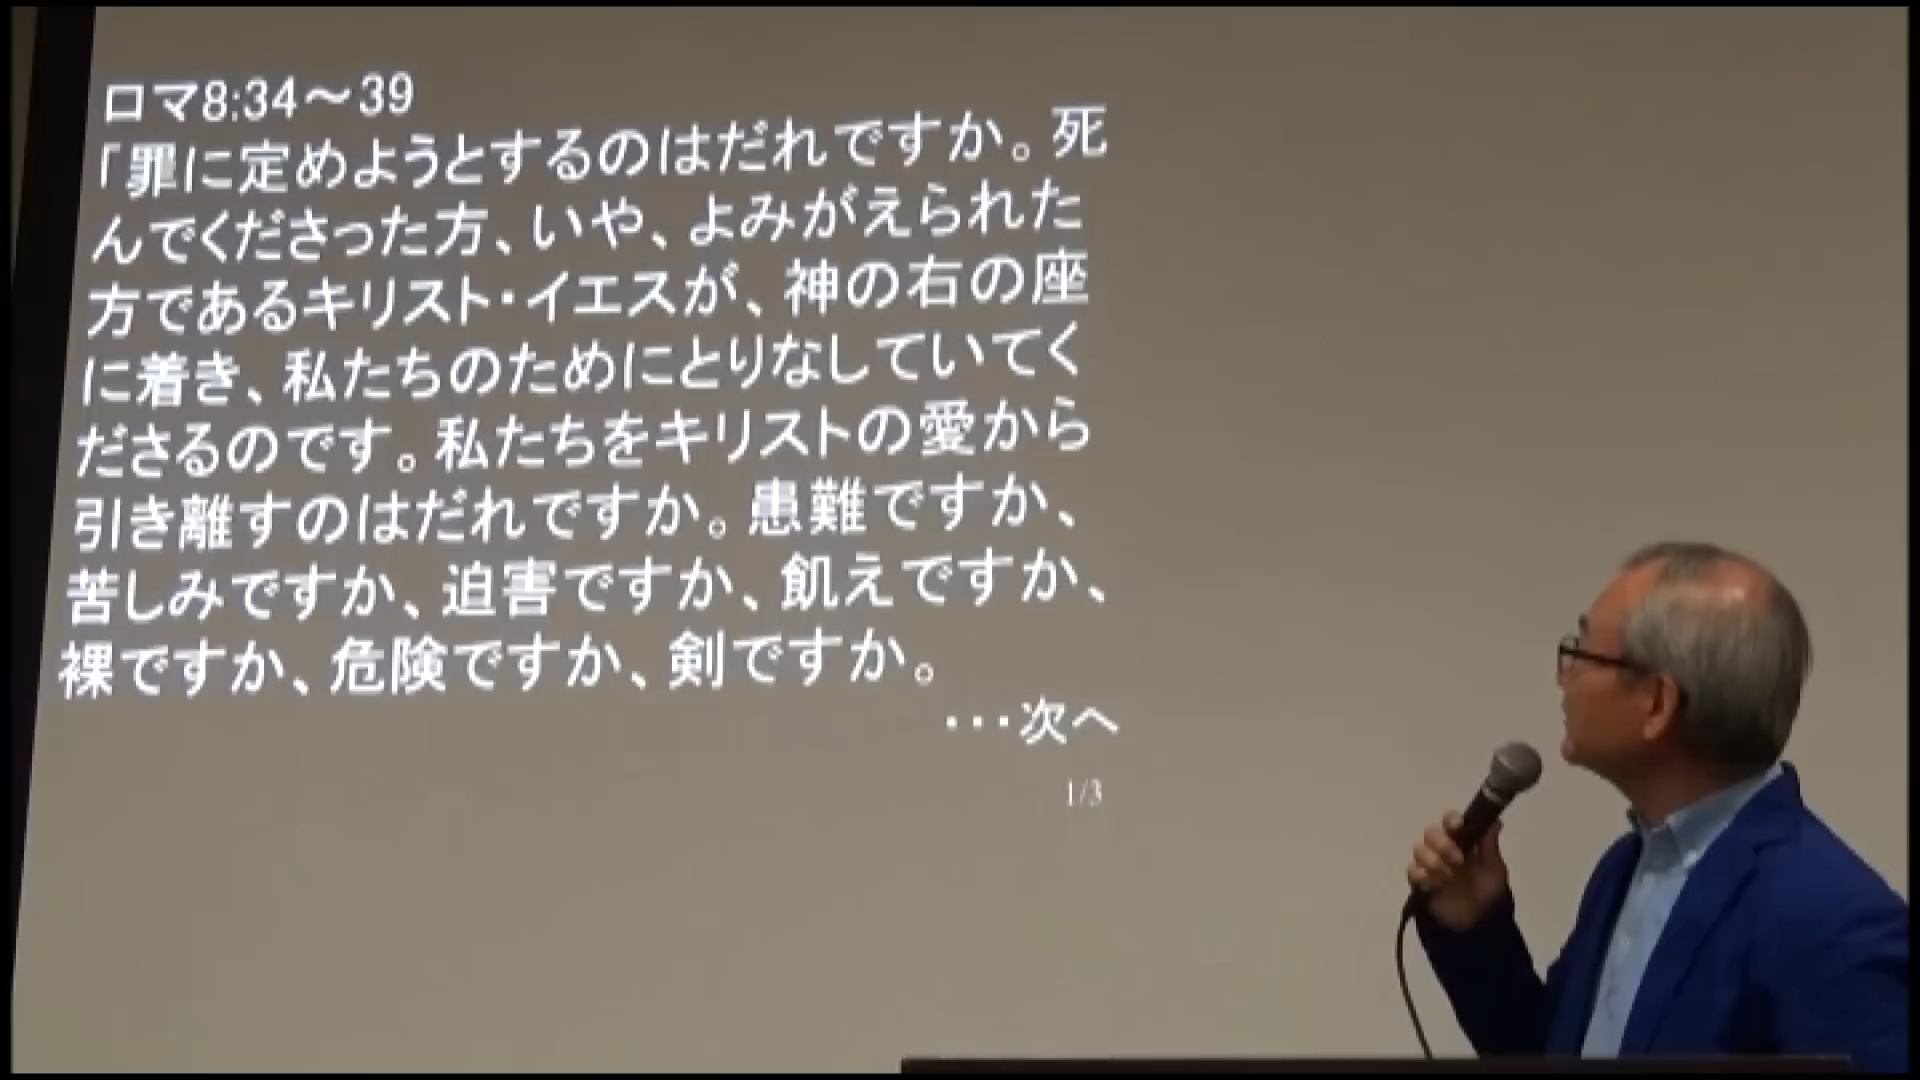 ロマ8:34～39
「罪に定めようとするのはだれですか。死
んでくださった方、いや、よみがえられた
方であるキリスト・イエスが、神の右の座
に着き、私たちのためにとりなしていてく
ださるのです。私たちをキリストの愛から
引き離すのはだれですか。患難ですか、
苦しみですか、迫害ですか、飢えですか、
裸ですか、危険ですか、剣ですか。
・・・次へ
1/3